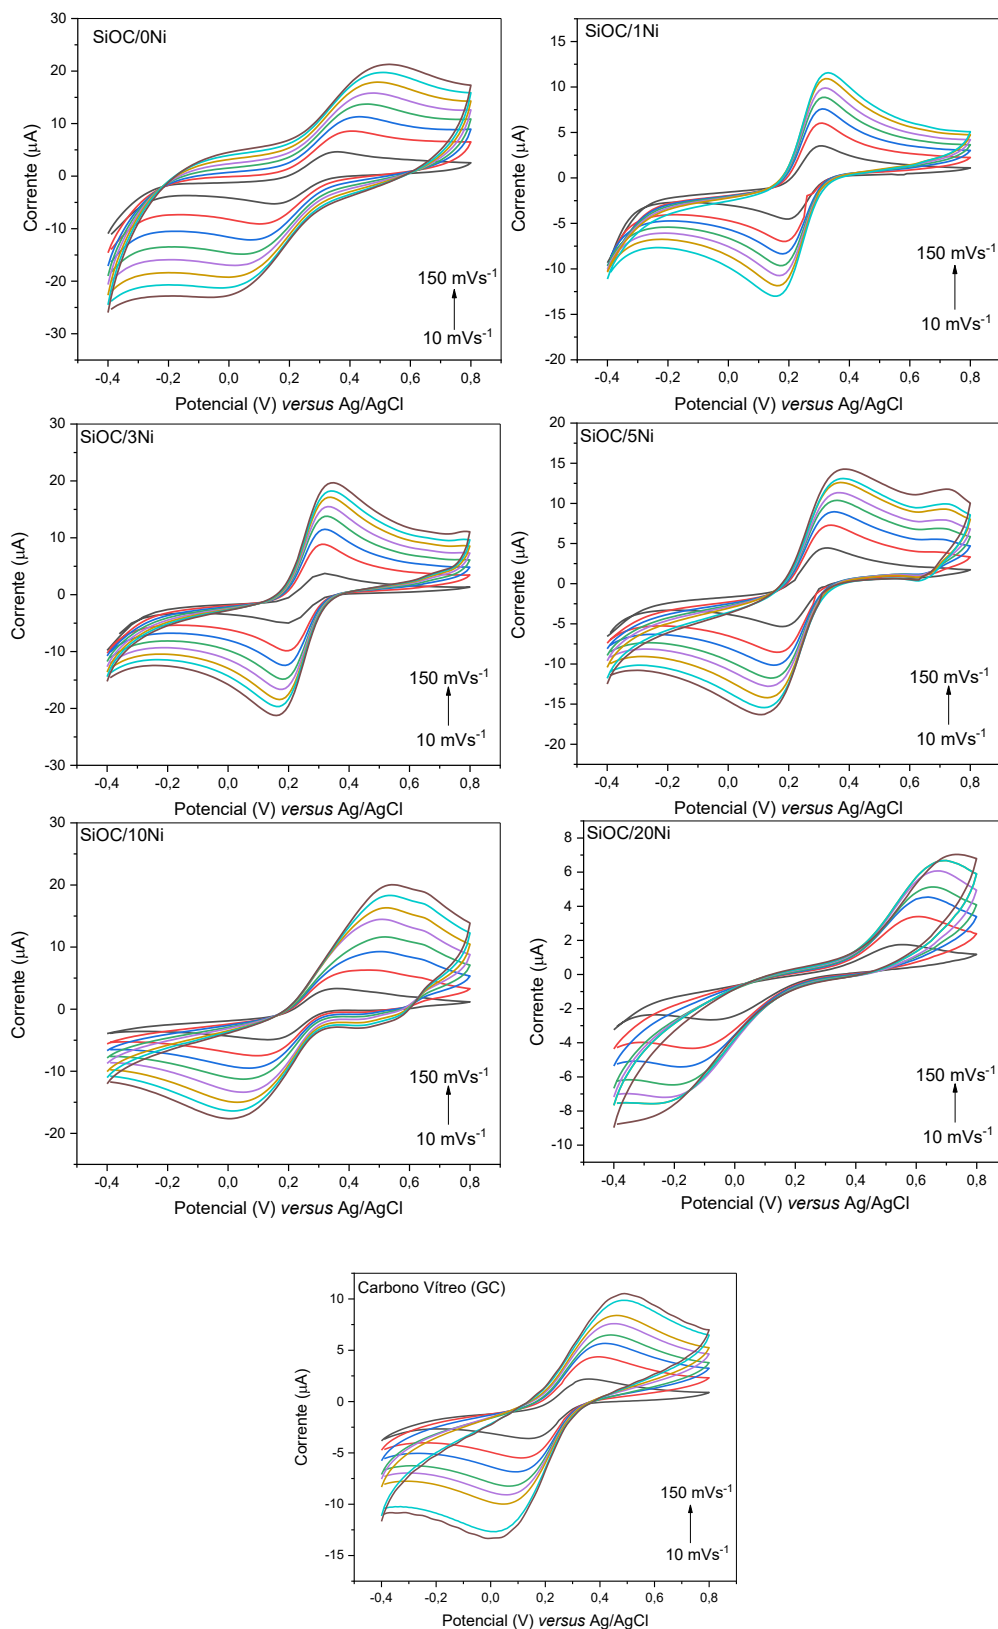 SiOC/0Ni
30
20
10
0
-10
-20
-30
Corrente (µA)
150 mVs-1
10 mVs-1
-0,4 -0,2 0,0 0,2 0,4 0,6 0,8
Potencial (V) versus Ag/AgCl
SiOC/1Ni
15
10
5
0
-5
-10
-15
-20
Corrente (µA)
150 mVs-1
10 mVs-1
-0,4 -0,2 0,0 0,2 0,4 0,6 0,8
Potencial (V) versus Ag/AgCl
SiOC/3Ni
30
20
10
0
-10
-20
-30
Corrente (µA)
150 mVs-1
10 mVs-1
-0,4 -0,2 0,0 0,2 0,4 0,6 0,8
Potencial (V) versus Ag/AgCl
SiOC/5Ni
20
15
10
5
0
-5
-10
-15
-20
Corrente (µA)
150 mVs-1
10 mVs-1
-0,4 -0,2 0,0 0,2 0,4 0,6 0,8
Potencial (V) versus Ag/AgCl
SiOC/10Ni
30
20
10
0
-10
-20
Corrente (µA)
150 mVs-1
10 mVs-1
-0,4 -0,2 0,0 0,2 0,4 0,6 0,8
Potencial (V) versus Ag/AgCl
SiOC/20Ni
8
6
4
2
0
-2
-4
-6
-8
-10
Corrente (µA)
150 mVs-1
10 mVs-1
-0,4 -0,2 0,0 0,2 0,4 0,6 0,8
Potencial (V) versus Ag/AgCl
Carbono Vítreo (GC)
10
5
0
-5
-10
-15
Corrente (µA)
150 mVs-1
10 mVs-1
-0,4 -0,2 0,0 0,2 0,4 0,6 0,8
Potencial (V) versus Ag/AgCl